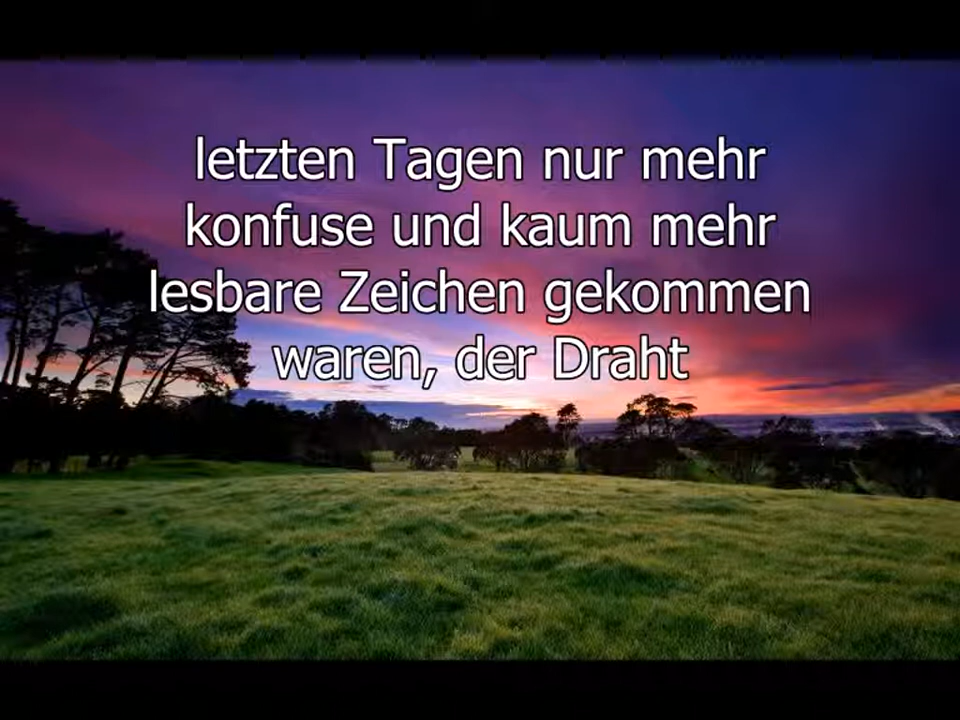 letzten Tagen nur mehr
konfuse und kaum mehr
lesbare Zeichen gekommen
waren, der Draht